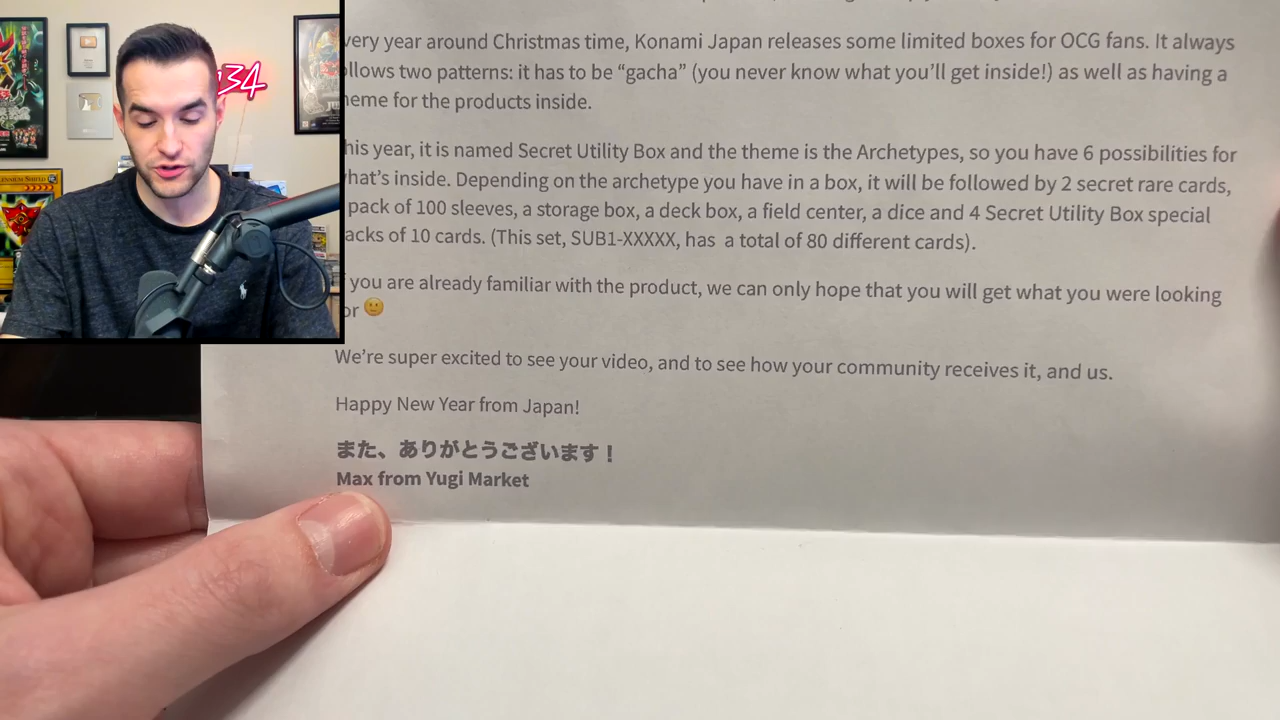 very year around Christmas time, Konami Japan releases some limited boxes for OCG fans. It always
llows two patterns: it has to be “gacha” (you never know what you’ll get inside!) as well as having a
heme for the products inside.
his year, it is named Secret Utility Box and the theme is the Archetypes, so you have 6 possibilities for
hat’s inside. Depending on the archetype you have in a box, it will be followed by 2 secret rare cards,
pack of 100 sleeves, a storage box, a deck box, a field center, a dice and 4 Secret Utility Box special
acks of 10 cards. (This set, SUB1-XXXXX, has a total of 80 different cards).
you are already familiar with the product, we can only hope that you will get what you were looking
or 🙂
We’re super excited to see your video, and to see how your community receives it, and us.
Happy New Year from Japan!
また、ありがとうございます！
Max from Yugi Market
34